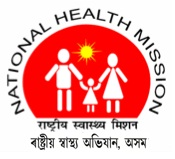 NATIONAL HEALTH MISSION
राष्ट्रीय स्वास्थ्य मिशन
ৰাষ্ট্ৰীয় স্বাস্থ্য অভিযান, অসম